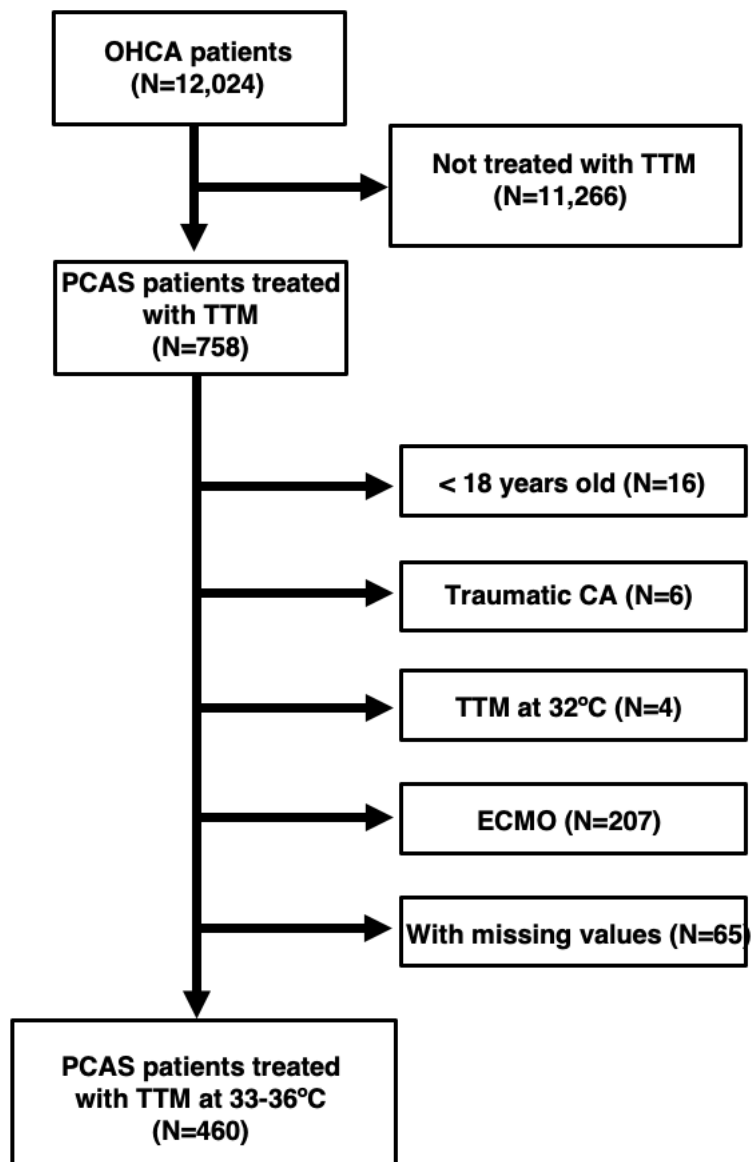 OHCA patients
(N=12,024)
Not treated with TTM
(N=11,266)
PCAS patients treated
with TTM
(N=758)
< 18 years old (N=16)
Traumatic CA (N=6)
TTM at 32ºC (N=4)
ECMO (N=207)
With missing values (N=65)
PCAS patients treated
with TTM at 33-36ºC
(N=460)